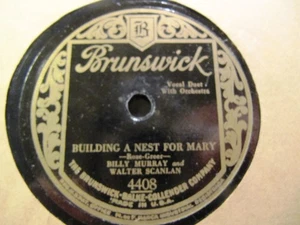 B
Brunswick
Vocal Duet
With Orchestra
BUILDING A NEST FOR MARY
—Rose-Greer—
BILLY MURRAY and
WALTER SCANLAN
4408
THE BRUNSWICK-BALKE-COLLENDER COMPANY
MADE IN U.S.A.